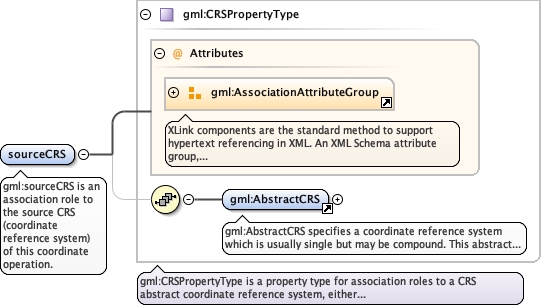 gml:CRSPropertyType
@ Attributes
gml:AssociationAttributeGroup
XLink components are the standard method to support
hypertext referencing in XML. An XML Schema attribute
group,...
sourceCRS
gml:sourceCRS is an
association role to
the source CRS
(coordinate
reference system)
of this coordinate
operation.
gml:AbstractCRS
gml:AbstractCRS specifies a coordinate reference system
which is usually single but may be compound. This abstract...
gml:CRSPropertyType is a property type for association roles to a CRS
abstract coordinate reference system, either...